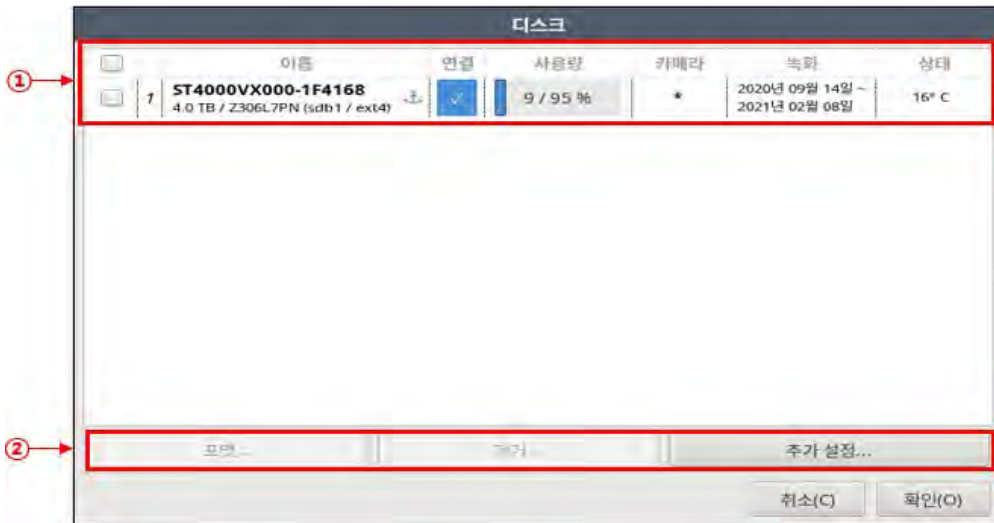 디스크
①
이름 연결 사용량 카메라 녹화 상태
1 ST4000VX000-1F4168 9 / 95 % * 2020년 09월 14일 ~ 16° C
4.0 TB / Z306L7PN (sdb1 / ext4) 2021년 02월 08일
②
포맷... 제거... 추가 설정...
취소(C) 확인(O)